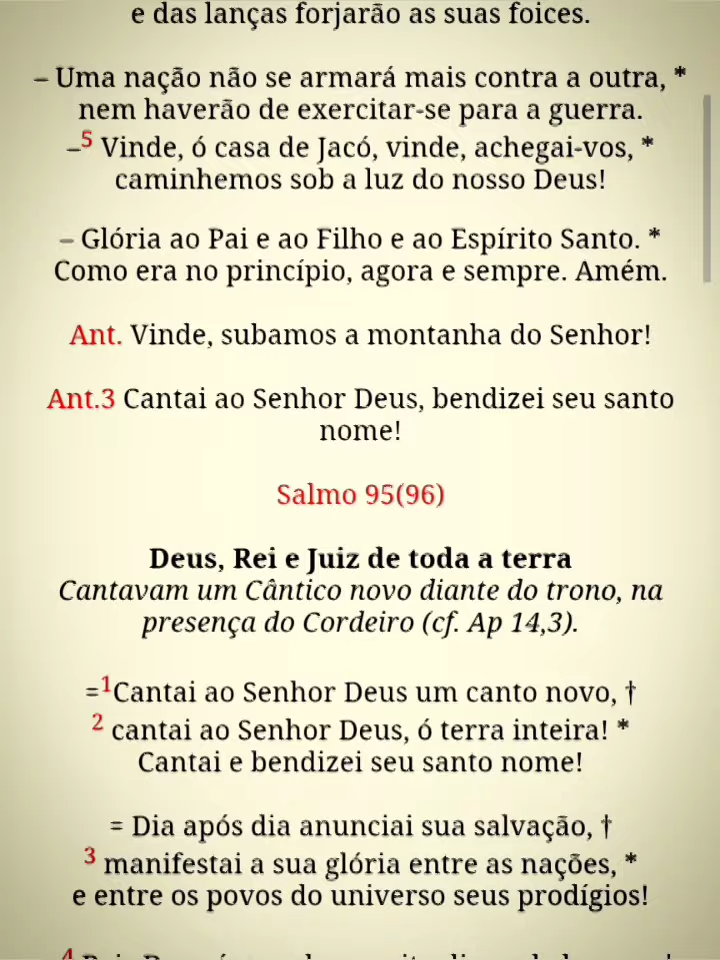 e das lanças forjarão as suas foices.
– Uma nação não se armará mais contra a outra, *
nem haverão de exercitar-se para a guerra.
–5 Vinde, ó casa de Jacó, vinde, achegai-vos, *
caminhemos sob a luz do nosso Deus!
– Glória ao Pai e ao Filho e ao Espírito Santo. *
Como era no princípio, agora e sempre. Amém.
Ant. Vinde, subamos a montanha do Senhor!
Ant.3 Cantai ao Senhor Deus, bendizei seu santo
nome!
Salmo 95(96)
Deus, Rei e Juiz de toda a terra
Cantavam um Cântico novo diante do trono, na
presença do Cordeiro (cf. Ap 14,3).
=1Cantai ao Senhor Deus um canto novo, †
2 cantai ao Senhor Deus, ó terra inteira! *
Cantai e bendizei seu santo nome!
= Dia após dia anunciai sua salvação, †
3 manifestai a sua glória entre as nações, *
e entre os povos do universo seus prodígios!
4